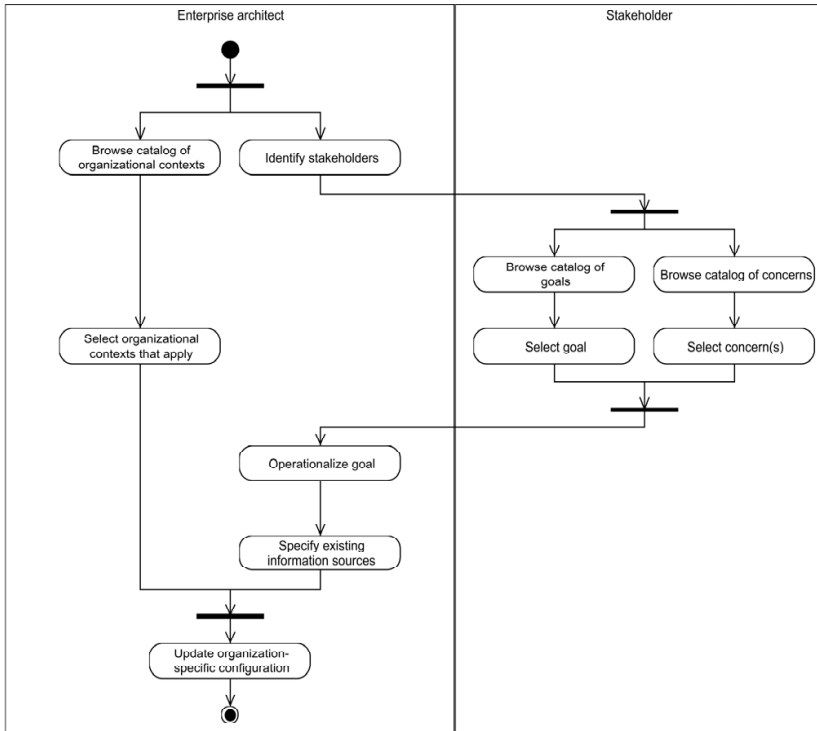 Enterprise architect
Stakeholder
Browse catalog of
organizational contexts
Identify stakeholders
Browse catalog of
goals
Browse catalog of concerns
Select organizational
contexts that apply
Select goal
Select concern(s)
Operationalize goal
Specify existing
information sources
Update organization-
specific configuration